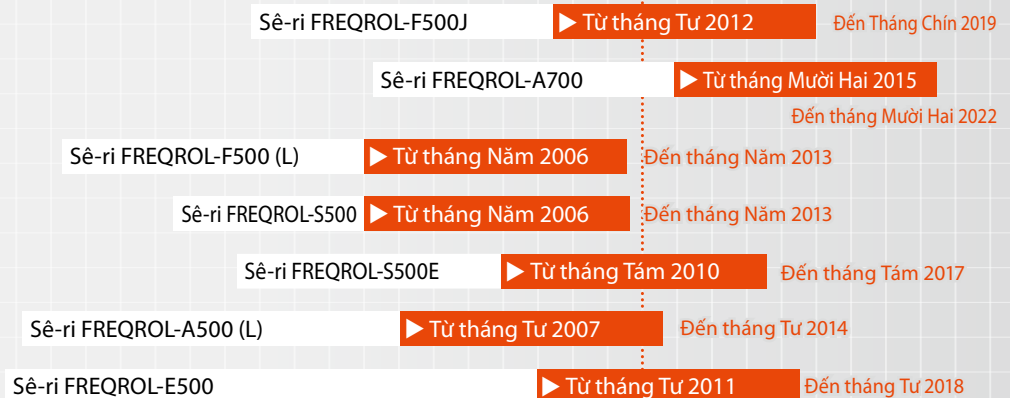 Sê-ri FREQROL-F500J ▶ Từ tháng Tư 2012 Đến Tháng Chín 2019
Sê-ri FREQROL-A700 ▶ Từ tháng Mười Hai 2015
Đến tháng Mười Hai 2022
Sê-ri FREQROL-F500 (L) ▶ Từ tháng Năm 2006 Đến tháng Năm 2013
Sê-ri FREQROL-S500 ▶ Từ tháng Năm 2006 Đến tháng Năm 2013
Sê-ri FREQROL-S500E ▶ Từ tháng Tám 2010 Đến tháng Tám 2017
Sê-ri FREQROL-A500 (L) ▶ Từ tháng Tư 2007 Đến tháng Tư 2014
Sê-ri FREQROL-E500 ▶ Từ tháng Tư 2011 Đến tháng Tư 2018